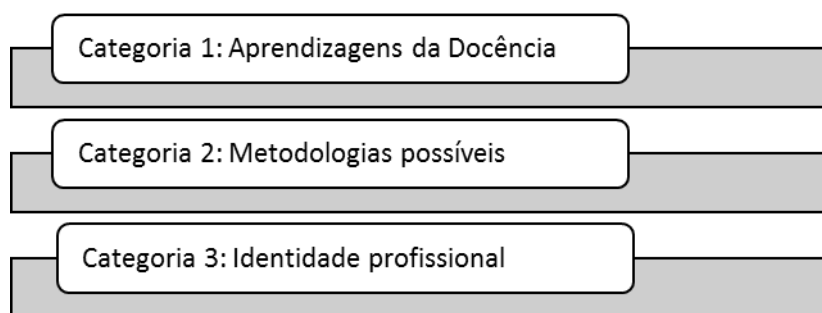 Categoria 1: Aprendizagens da Docência
Categoria 2: Metodologias possíveis
Categoria 3: Identidade profissional